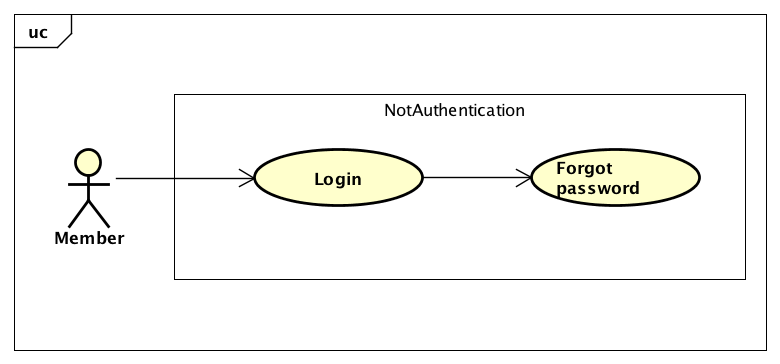 uc
NotAuthentication
Login
Forgot
password
Member